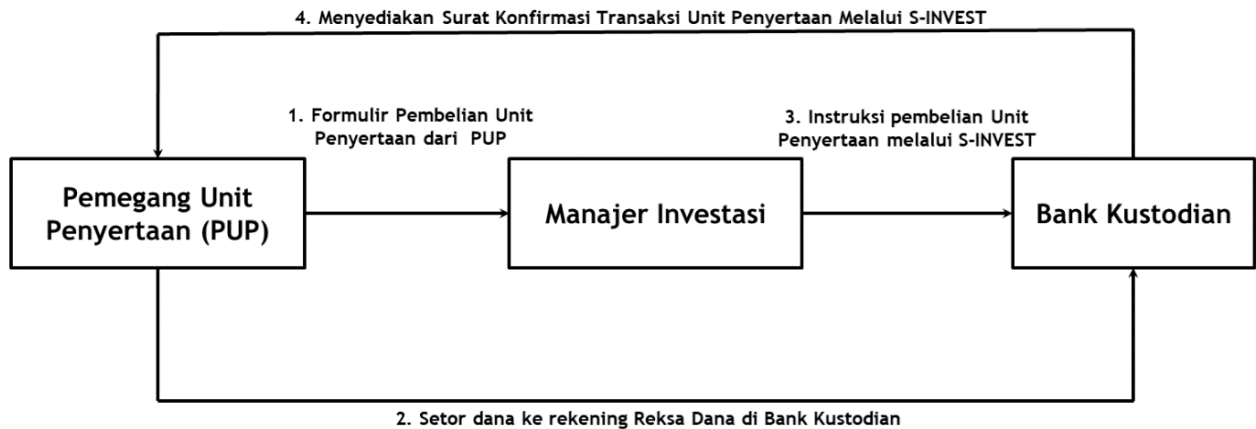 4. Menyediakan Surat Konfirmasi Transaksi Unit Penyertaan Melalui S-INVEST
1. Formulir Pembelian Unit
Penyertaan dari PUP
3. Instruksi pembelian Unit
Penyertaan melalui S-INVEST
Pemegang Unit
Penyertaan (PUP)
Manajer Investasi
Bank Kustodian
2. Setor dana ke rekening Reksa Dana di Bank Kustodian